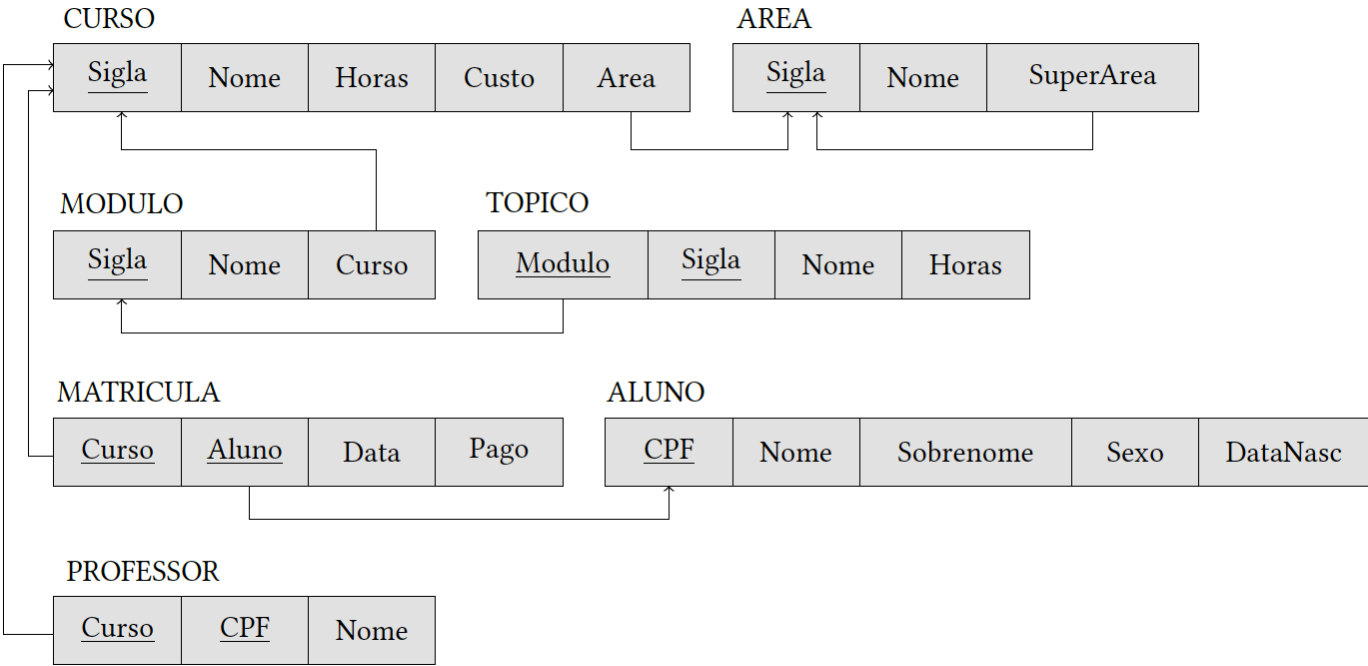 CURSO AREA
Sigla Nome Horas Custo Area Sigla Nome SuperArea
MODULO TOPICO
Sigla Nome Curso Modulo Sigla Nome Horas
MATRICULA ALUNO
Curso Aluno Data Pago CPF Nome Sobrenome Sexo DataNasc
PROFESSOR
Curso CPF Nome